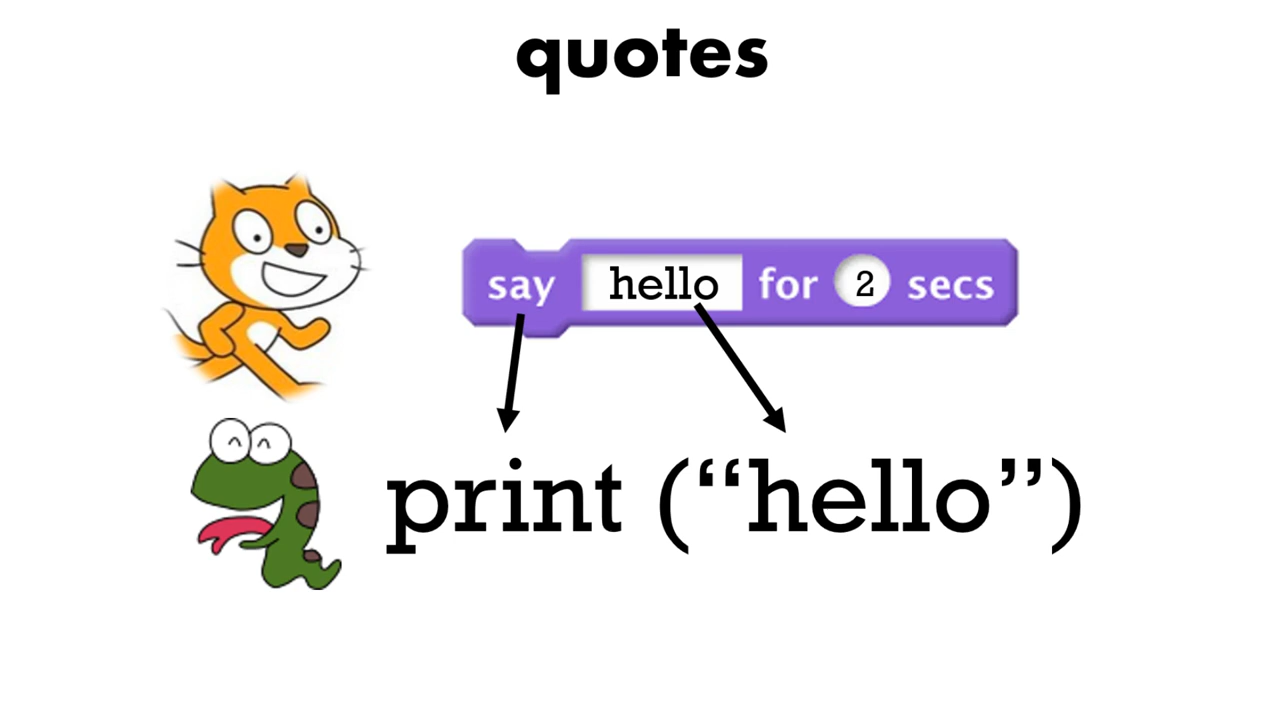 quotes
say hello for 2 secs
print (“hello”)